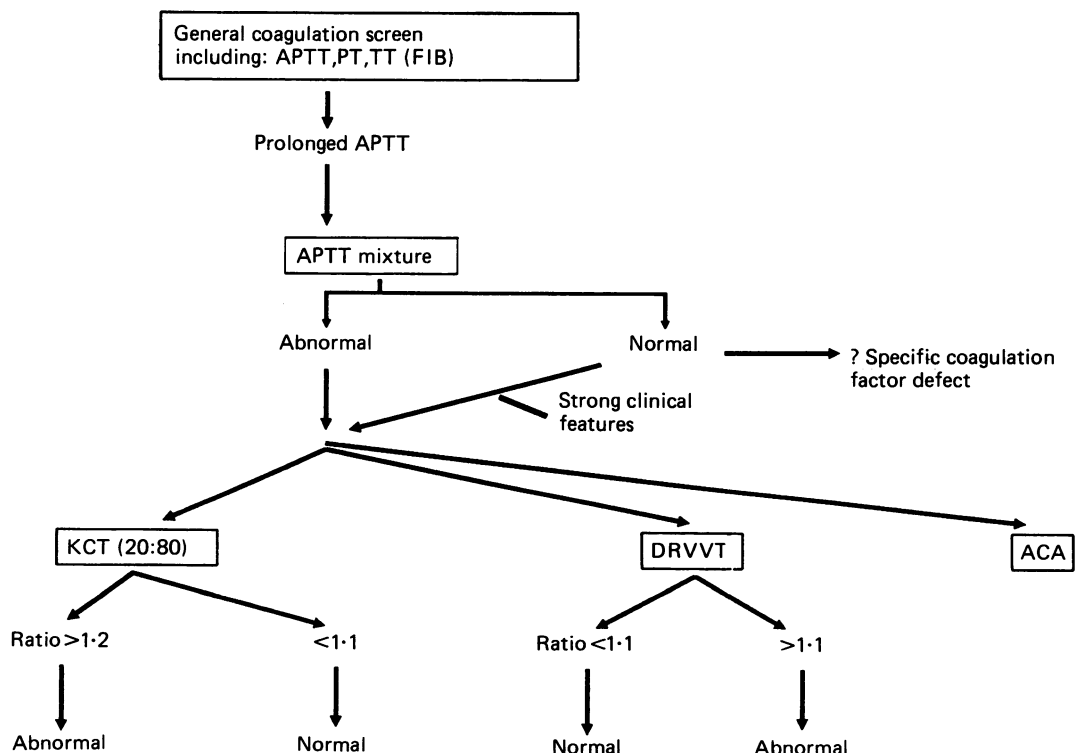 General coagulation screen
including: APTT,PT,TT (FIB)
Prolonged APTT
APTT mixture
Abnormal
Normal
? Specific coagulation
factor defect
Strong clinical
features
KCT (20:80)
DRVVT
ACA
Ratio>1·2
<1·1
Ratio<1·1
>1·1
Abnormal
Normal
Normal
Abnormal